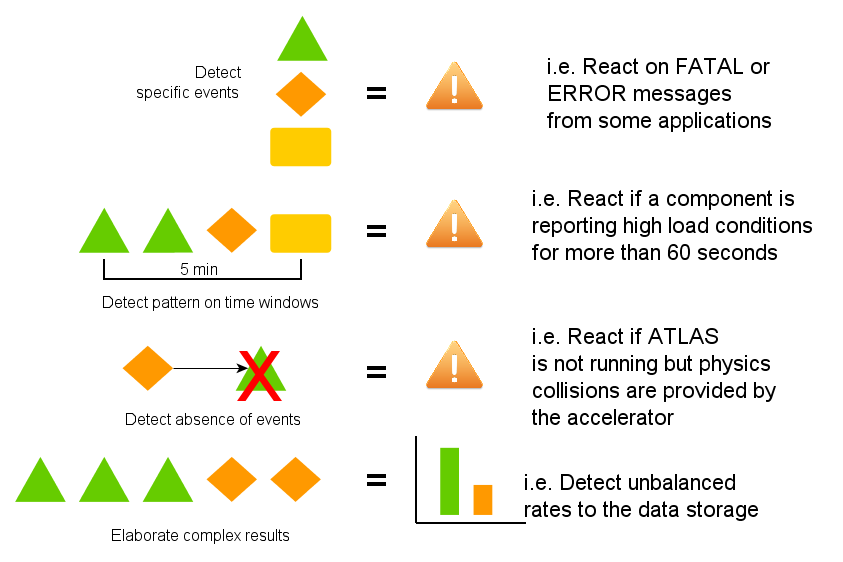 Detect
specific events
=
i.e. React on FATAL or
ERROR messages
from some applications
=
5 min
Detect pattern on time windows
i.e. React if a component is
reporting high load conditions
for more than 60 seconds
=
Detect absence of events
i.e. React if ATLAS
is not running but physics
collisions are provided by
the accelerator
=
Elaborate complex results
i.e. Detect unbalanced
rates to the data storage